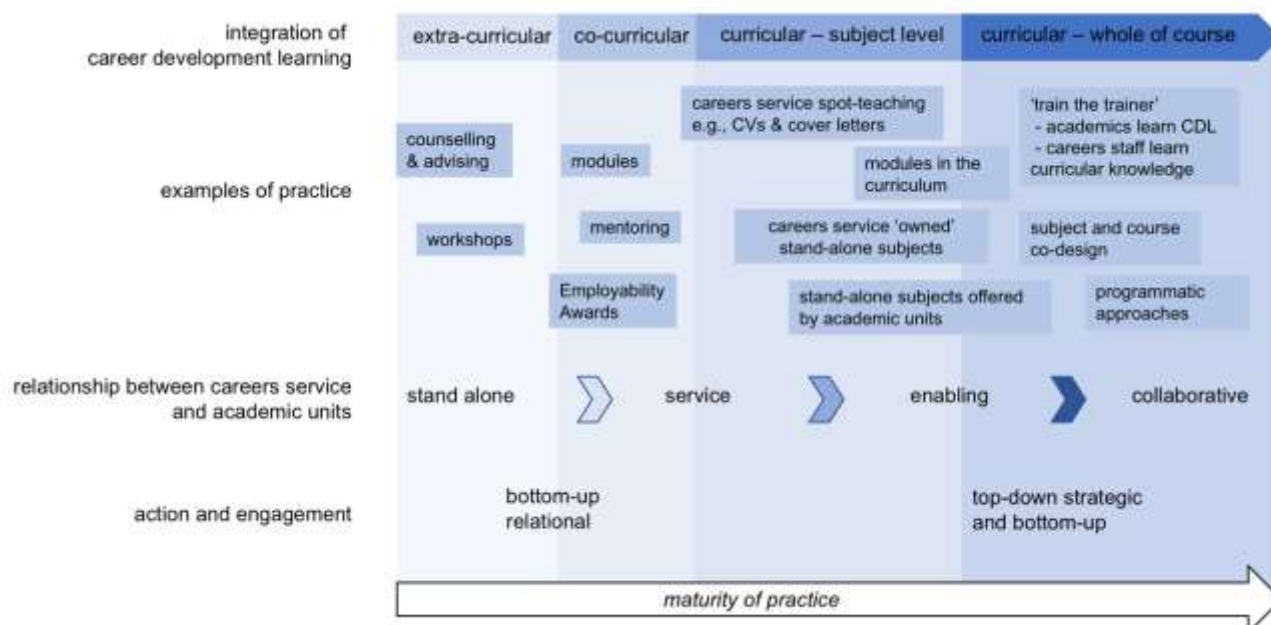 integration of
career development learning
extra-curricular
co-curricular
curricular – subject level
curricular – whole of course
examples of practice
counselling
& advising
workshops
modules
mentoring
Employability
Awards
careers service spot-teaching
e.g., CVs & cover letters
modules in the
curriculum
careers service 'owned'
stand-alone subjects
stand-alone subjects offered
by academic units
'train the trainer'
- academics learn CDL
- careers staff learn
curricular knowledge
subject and course
co-design
programmatic
approaches
relationship between careers service
and academic units
stand alone
service
enabling
collaborative
action and engagement
bottom-up
relational
top-down strategic
and bottom-up
maturity of practice